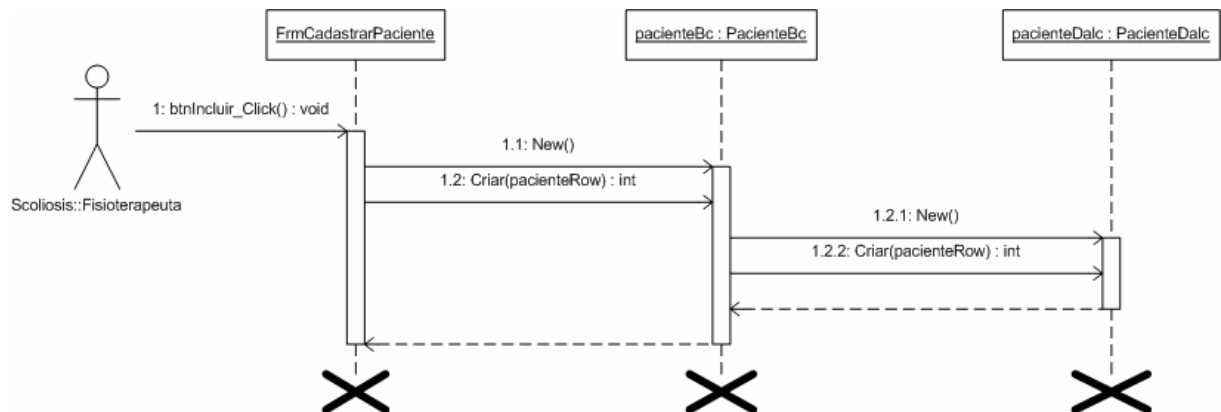 FrmCadastrarPaciente
pacienteBc : PacienteBc
pacienteDalc : PacienteDalc
1: btnIncluir_Click() : void
1.1: New()
1.2: Criar(pacienteRow) : int
Scoliosis::Fisioterapeuta
1.2.1: New()
1.2.2: Criar(pacienteRow) : int